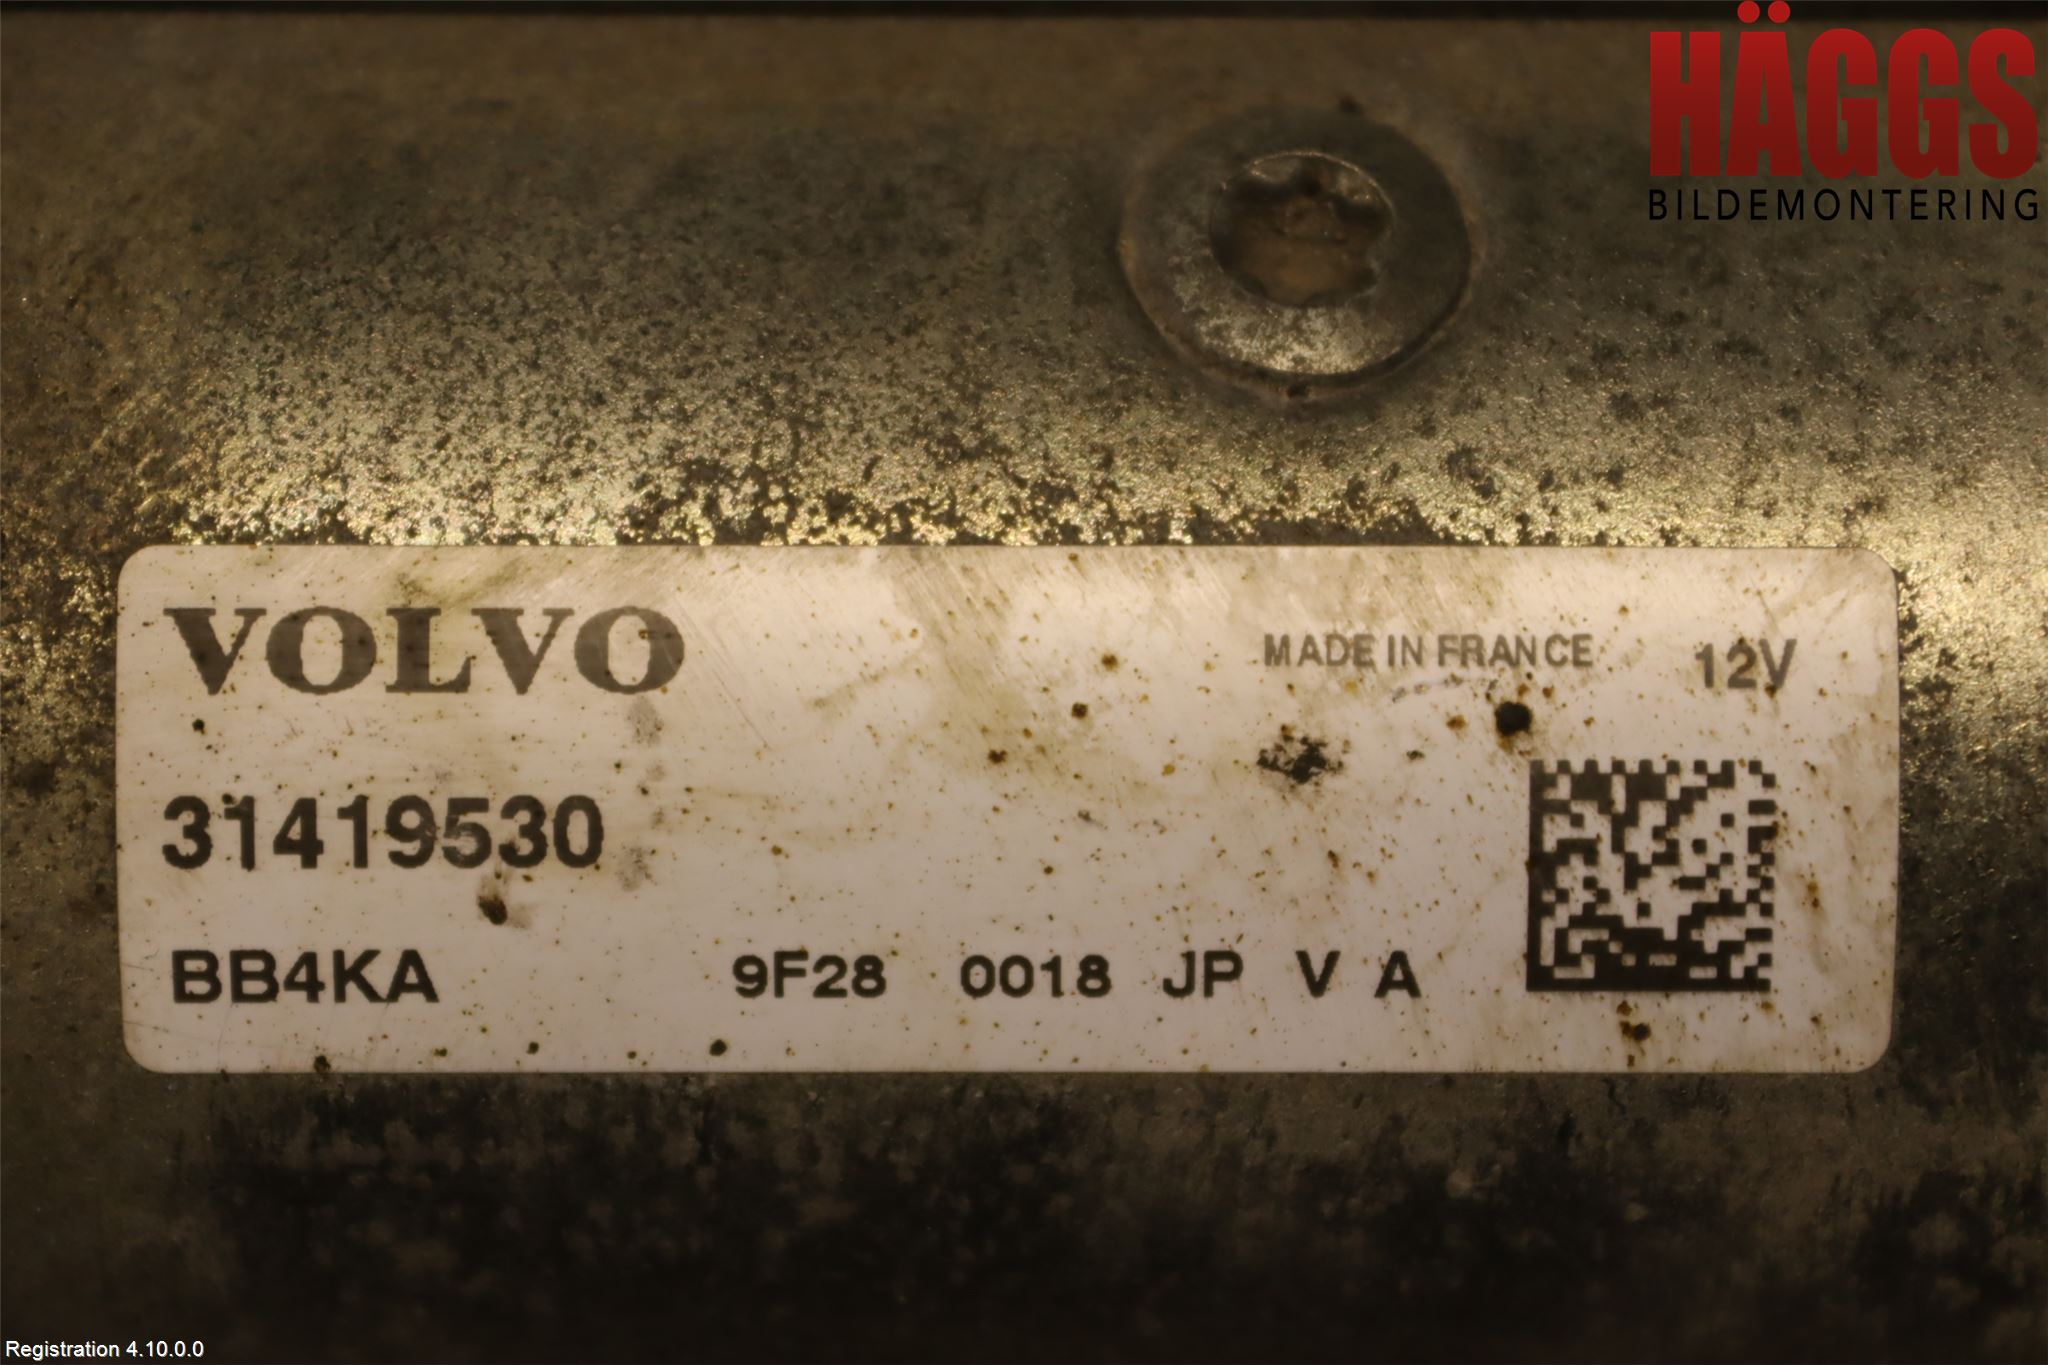 HÄGGS
BILDEMONTERING
VOLVO
MADE IN FRANCE 12V
31419530
BB4KA 9F28 0018 JP V A
Registration 4.10.0.0